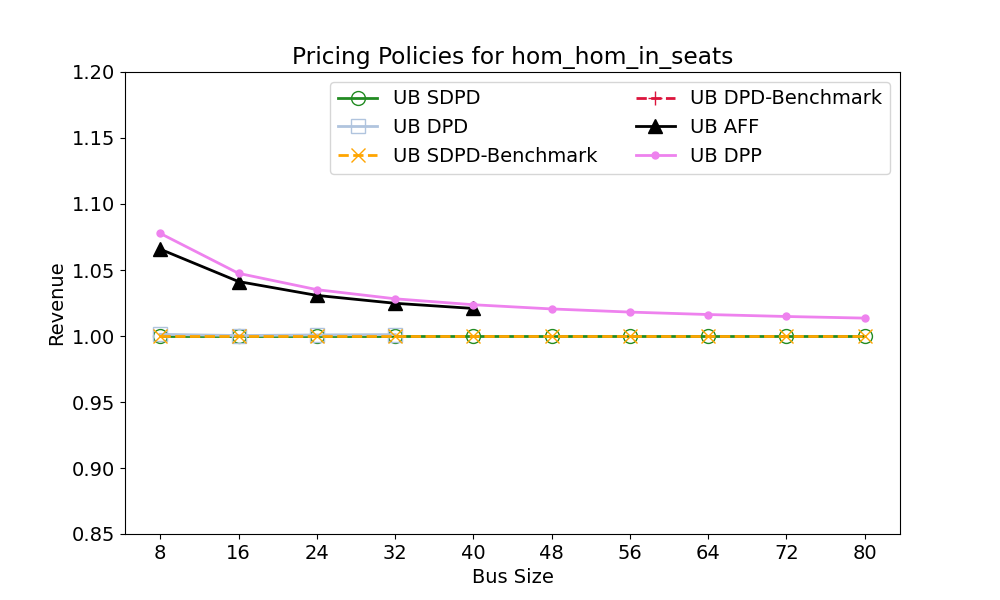 Pricing Policies for hom_hom_in_seats
1.20
1.15
1.10
1.05
1.00
0.95
0.90
0.85
Revenue
UB SDPD
UB DPD
UB SDPD-Benchmark
UB DPD-Benchmark
UB AFF
UB DPP
8 16 24 32 40 48 56 64 72 80
Bus Size